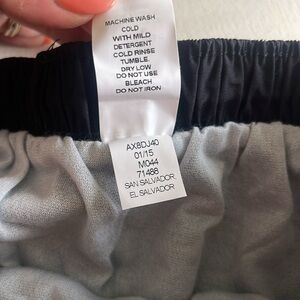 MACHINE WASH
COLD
WITH MILD
DETERGENT
COLD RINSE
TUMBLE.
DRY LOW
DO NOT USE
BLEACH
DO NOT IRON
AX8DJ40
01/15
M044
71488
SAN SALVADOR,
EL SALVADOR